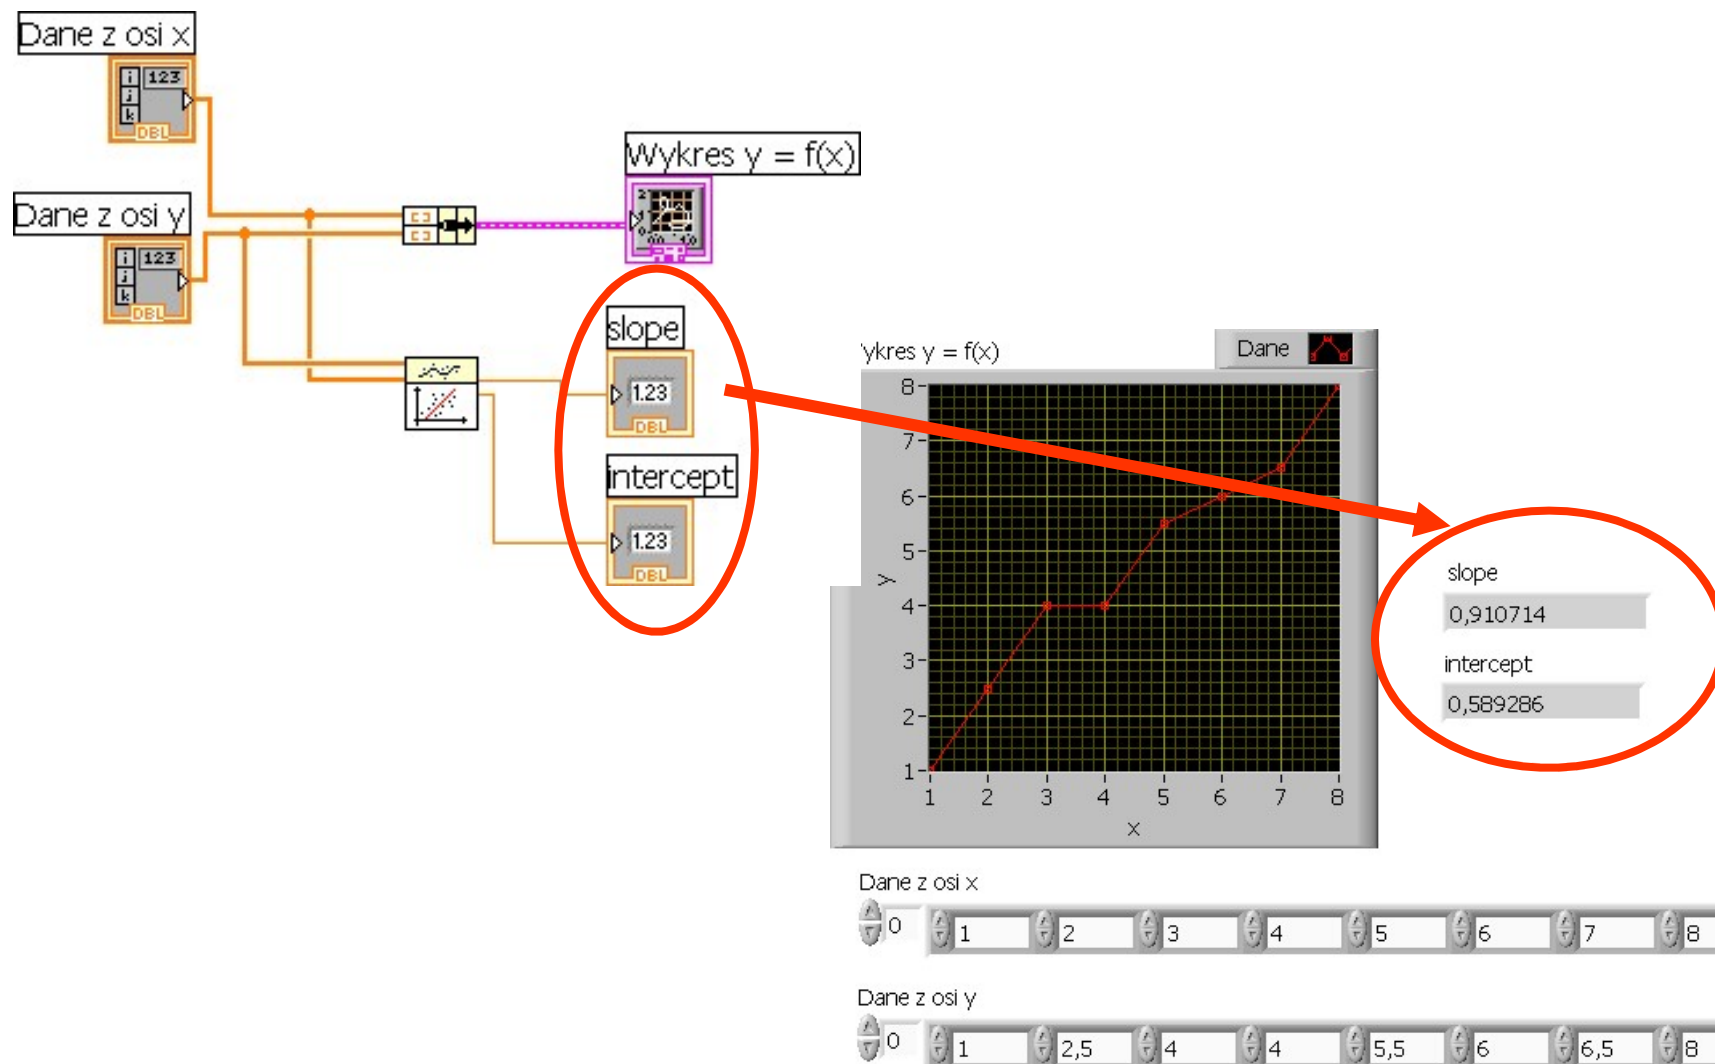 Dane z osi x
i 123
j
k
DBL
Wykres y = f(x)
Dane z osi y
i 123
j
k
DBL
slope
1.23
DBL
intercept
1.23
DBL
ykres y = f(x)
Dane
8
7
6
5
4
3
2
1
y
1 2 3 4 5 6 7 8
x
slope
0,910714
intercept
0,589286
Dane z osi x
0 1 2 3 4 5 6 7 8
Dane z osi y
0 1 2,5 4 4 5,5 6 6,5 8